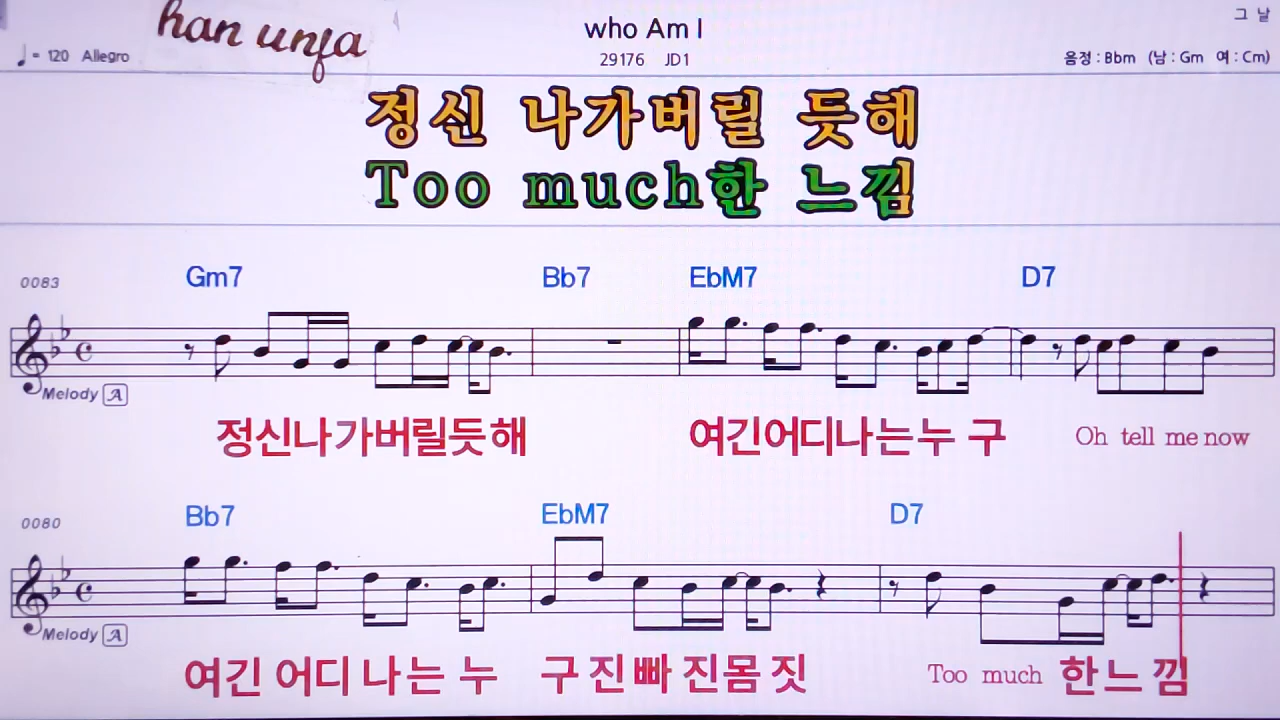 han unja
who Am I
그 날
♩= 120 Allegro
29176 JD1
음정 : Bbm (남 : Gm 여 : Cm)
정신 나가버릴 듯해
Too much한 느낌
0083 Gm7 Bb7 EbM7 D7
Melody A
정신나가버릴듯해 여긴어디나는누 구 Oh tell me now
0080 Bb7 EbM7 D7
Melody A
여긴 어디 나는 누 구 진 빠 진몸 짓 Too much 한느 낌